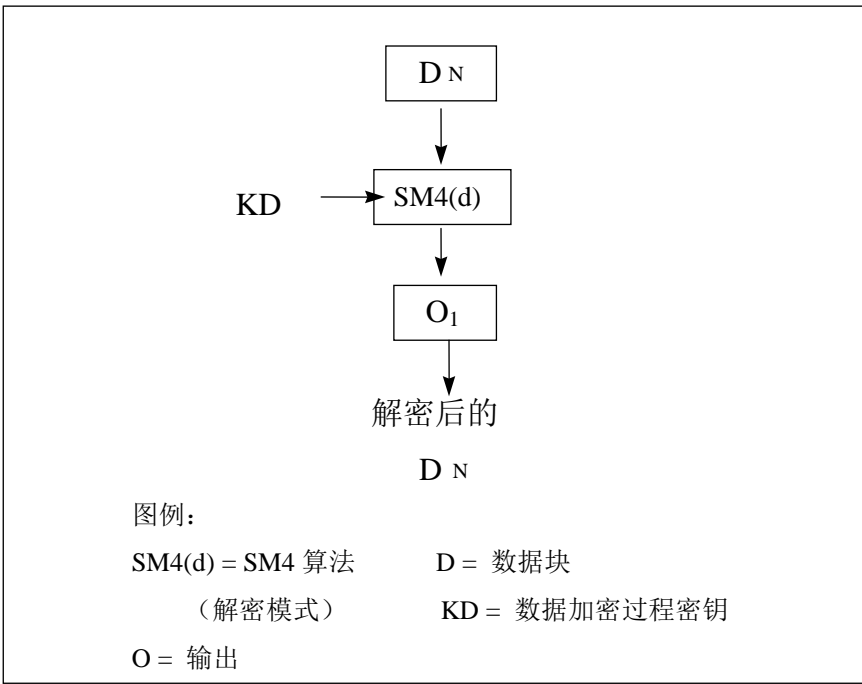 D N
KD SM4(d)
O1
解密后的
D N
图例：
SM4(d) = SM4 算法 D = 数据块
（解密模式） KD = 数据加密过程密钥
O = 输出